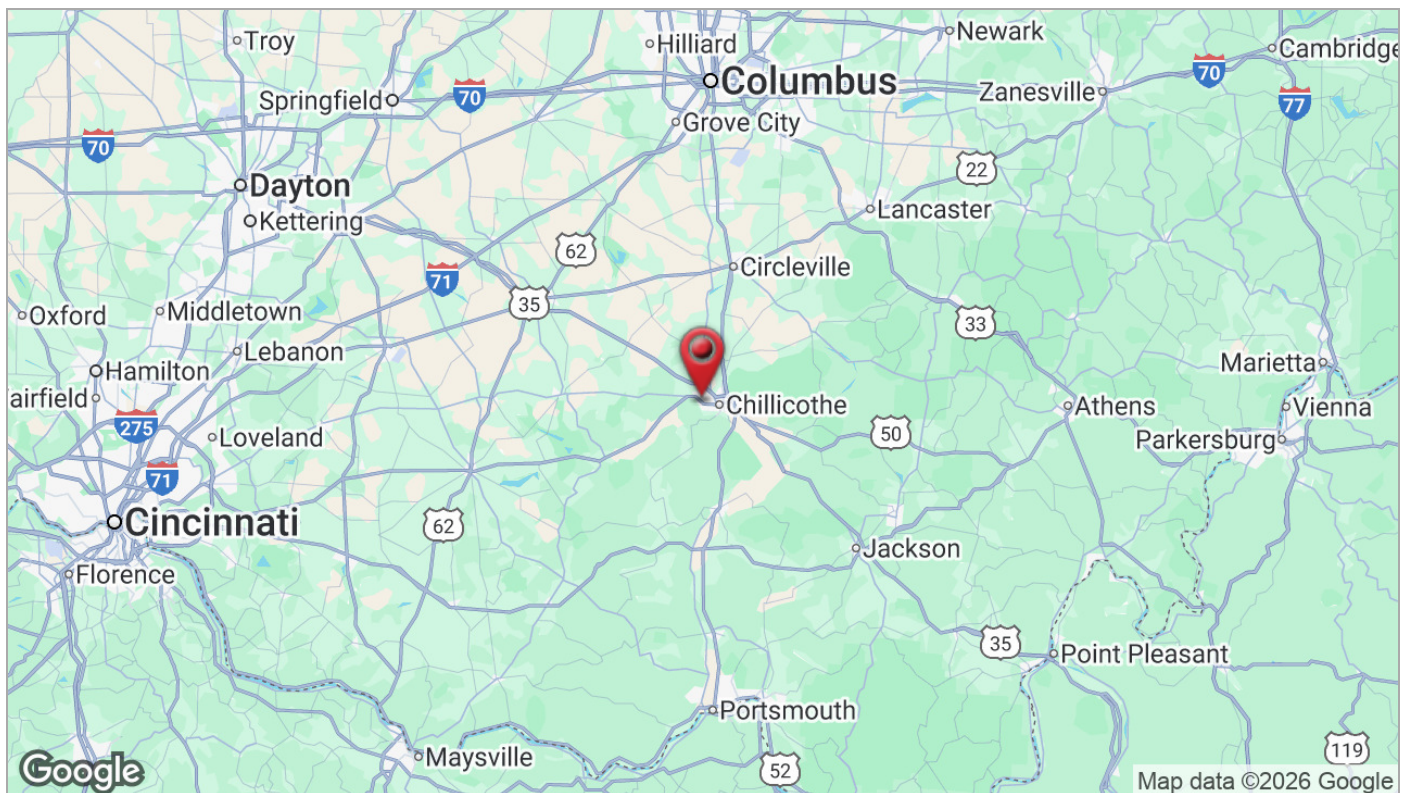 Troy
Hilliard
Newark
Cambridge
70
77
Columbus
Springfield
70
Zanesville
Grove City
70
22
Dayton
Kettering
Lancaster
62
Circleville
71
35
Oxford
Middletown
33
Lebanon
Marietta
Hamilton
airfield
Chillicothe
Athens
Vienna
275
Loveland
50
Parkersburg
71
Cincinnati
62
Jackson
Florence
35
Point Pleasant
Portsmouth
Maysville
119
52
Google
Map data ©2026 Google